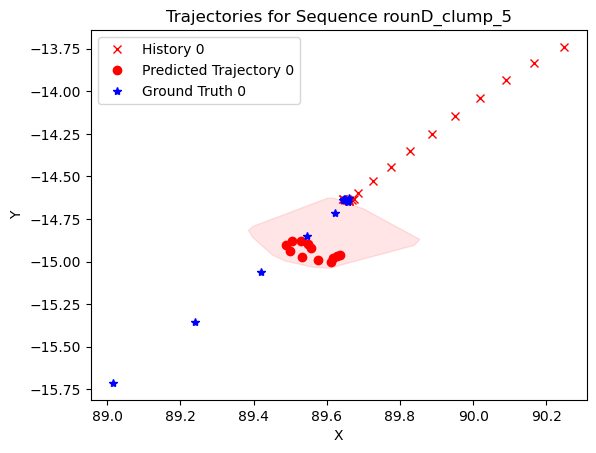 Trajectories for Sequence rounD_clump_5
History 0
Predicted Trajectory 0
Ground Truth 0
−13.75
−14.00
−14.25
−14.50
−14.75
−15.00
−15.25
−15.50
−15.75
Y
89.0 89.2 89.4 89.6 89.8 90.0 90.2
X